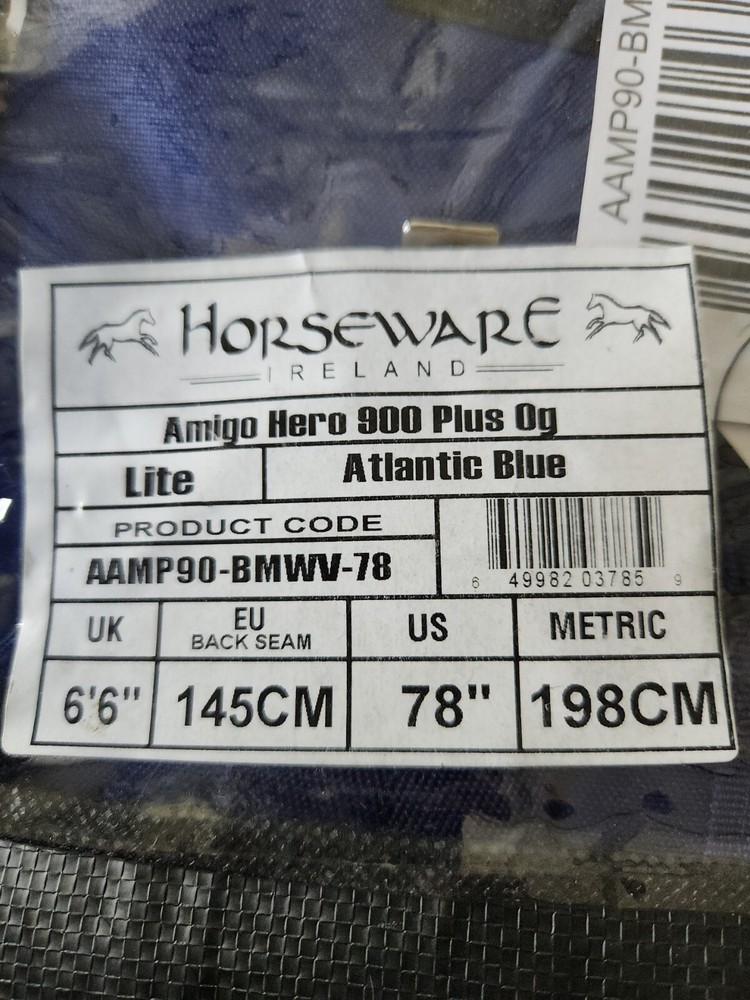 AAMP90-BM
HORSEWARE
IRELAND
Amigo Hero 900 Plus Og
Lite
Atlantic Blue
PRODUCT CODE
AAMP90-BMWV-78
6 49982 03785 9
UK
EU
BACK SEAM
US
METRIC
6'6"
145CM
78"
198CM